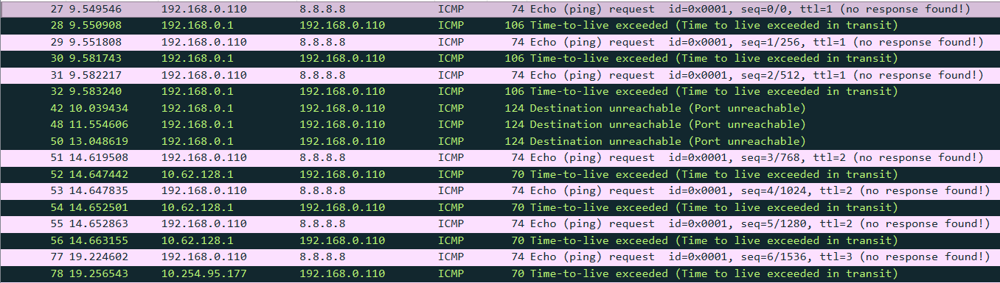 27 9.549546 192.168.0.110 8.8.8.8 ICMP 74 Echo (ping) request id=0x0001, seq=0/0, ttl=1 (no response found!)
28 9.550908 192.168.0.1 192.168.0.110 ICMP 106 Time-to-live exceeded (Time to live exceeded in transit)
29 9.551808 192.168.0.110 8.8.8.8 ICMP 74 Echo (ping) request id=0x0001, seq=1/256, ttl=1 (no response found!)
30 9.581743 192.168.0.1 192.168.0.110 ICMP 106 Time-to-live exceeded (Time to live exceeded in transit)
31 9.582217 192.168.0.110 8.8.8.8 ICMP 74 Echo (ping) request id=0x0001, seq=2/512, ttl=1 (no response found!)
32 9.583240 192.168.0.1 192.168.0.110 ICMP 106 Time-to-live exceeded (Time to live exceeded in transit)
42 10.039434 192.168.0.1 192.168.0.110 ICMP 124 Destination unreachable (Port unreachable)
48 11.554606 192.168.0.1 192.168.0.110 ICMP 124 Destination unreachable (Port unreachable)
50 13.048619 192.168.0.1 192.168.0.110 ICMP 124 Destination unreachable (Port unreachable)
51 14.619508 192.168.0.110 8.8.8.8 ICMP 74 Echo (ping) request id=0x0001, seq=3/768, ttl=2 (no response found!)
52 14.647442 10.62.128.1 192.168.0.110 ICMP 70 Time-to-live exceeded (Time to live exceeded in transit)
53 14.647835 192.168.0.110 8.8.8.8 ICMP 74 Echo (ping) request id=0x0001, seq=4/1024, ttl=2 (no response found!)
54 14.652501 10.62.128.1 192.168.0.110 ICMP 70 Time-to-live exceeded (Time to live exceeded in transit)
55 14.652863 192.168.0.110 8.8.8.8 ICMP 74 Echo (ping) request id=0x0001, seq=5/1280, ttl=2 (no response found!)
56 14.663155 10.62.128.1 192.168.0.110 ICMP 70 Time-to-live exceeded (Time to live exceeded in transit)
77 19.224602 192.168.0.110 8.8.8.8 ICMP 74 Echo (ping) request id=0x0001, seq=6/1536, ttl=3 (no response found!)
78 19.256543 10.254.95.177 192.168.0.110 ICMP 70 Time-to-live exceeded (Time to live exceeded in transit)